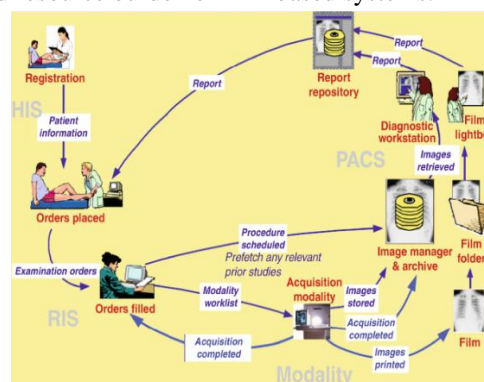 Registration
HIS
Patient
information
Orders placed
Examination orders
RIS
Orders filled
Report
Report
repository
Report
Report
Diagnostic
workstation
Film
lightbo
PACS
Images
retrieved
Procedure
scheduled
Prefetch any relevant
prior studies
Image manager
& archive
Film
folder
Modality
worklist
Acquisition
modality
Images
stored
Acquisition
completed
Acquisition
completed
Images
printed
Film
Modality